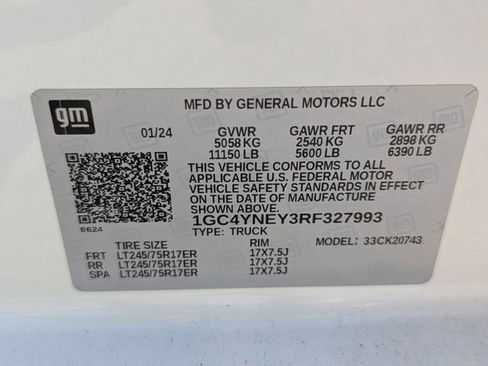 gm
MFD BY GENERAL MOTORS LLC
01/24 GVWR GAWR FRT GAWR RR
5058 KG 2540 KG 2898 KG
11150 LB 5600 LB 6390 LB
THIS VEHICLE CONFORMS TO ALL
APPLICABLE U.S. FEDERAL MOTOR
VEHICLE SAFETY STANDARDS IN EFFECT
ON THE DATE OF MANUFACTURE
SHOWN ABOVE.
1GC4YNEY3RF327993
8624 TYPE: TRUCK MODEL: 33CK20743
TIRE SIZE RIM
FRT LT245/75R17ER 17X7.5J
RR LT245/75R17ER 17X7.5J
SPA LT245/75R17ER 17X7.5J